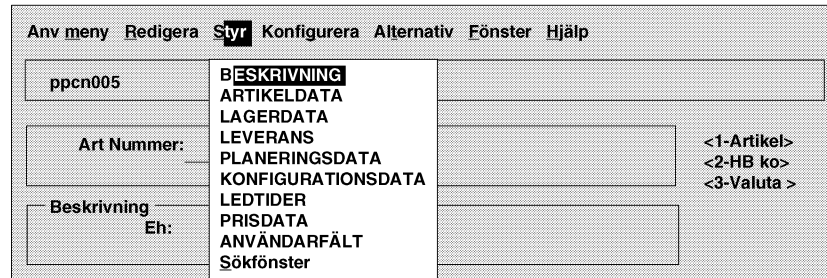 Anv meny Redigera Styr Konfigurera Alternativ Fönster Hjälp
ppcn005
BESKRIVNING
ARTIKELDATA
LAGERDATA
LEVERANS
PLANERINGSDATA
KONFIGURATIONSDATA
LEDTIDER
PRISDATA
ANVÄNDARFÄLT
Sökfönster
Art Nummer:
<1-Artikel>
<2-HB ko>
<3-Valuta >
Beskrivning
Eh: